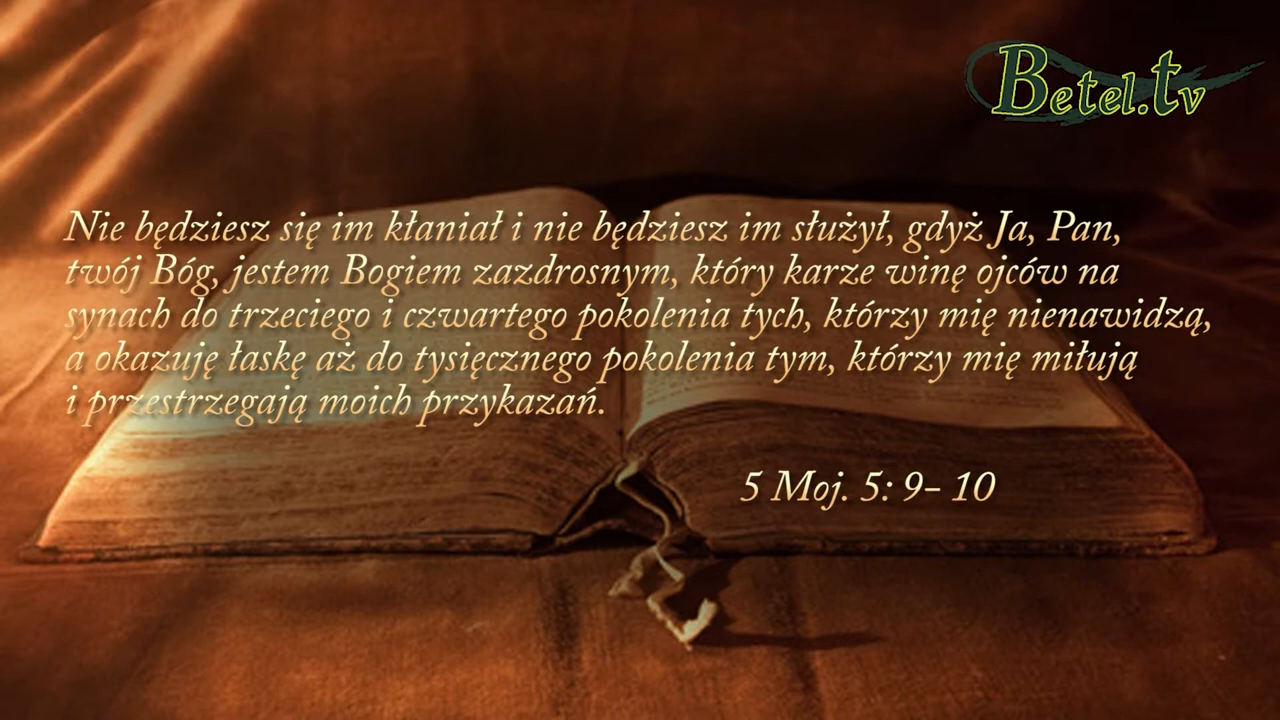 Betel.tv
Nie będziesz się im kłaniał i nie będziesz im służył, gdyż Ja, Pan,
twój Bóg, jestem Bogiem zazdrosnym, który karze winę ojców na
synach do trzeciego i czwartego pokolenia tych, którzy mię nienawidzą,
a okazuję łaskę aż do tysięcznego pokolenia tym, którzy mię miłują
i przestrzegają moich przykazań.
5 Moj. 5: 9– 10